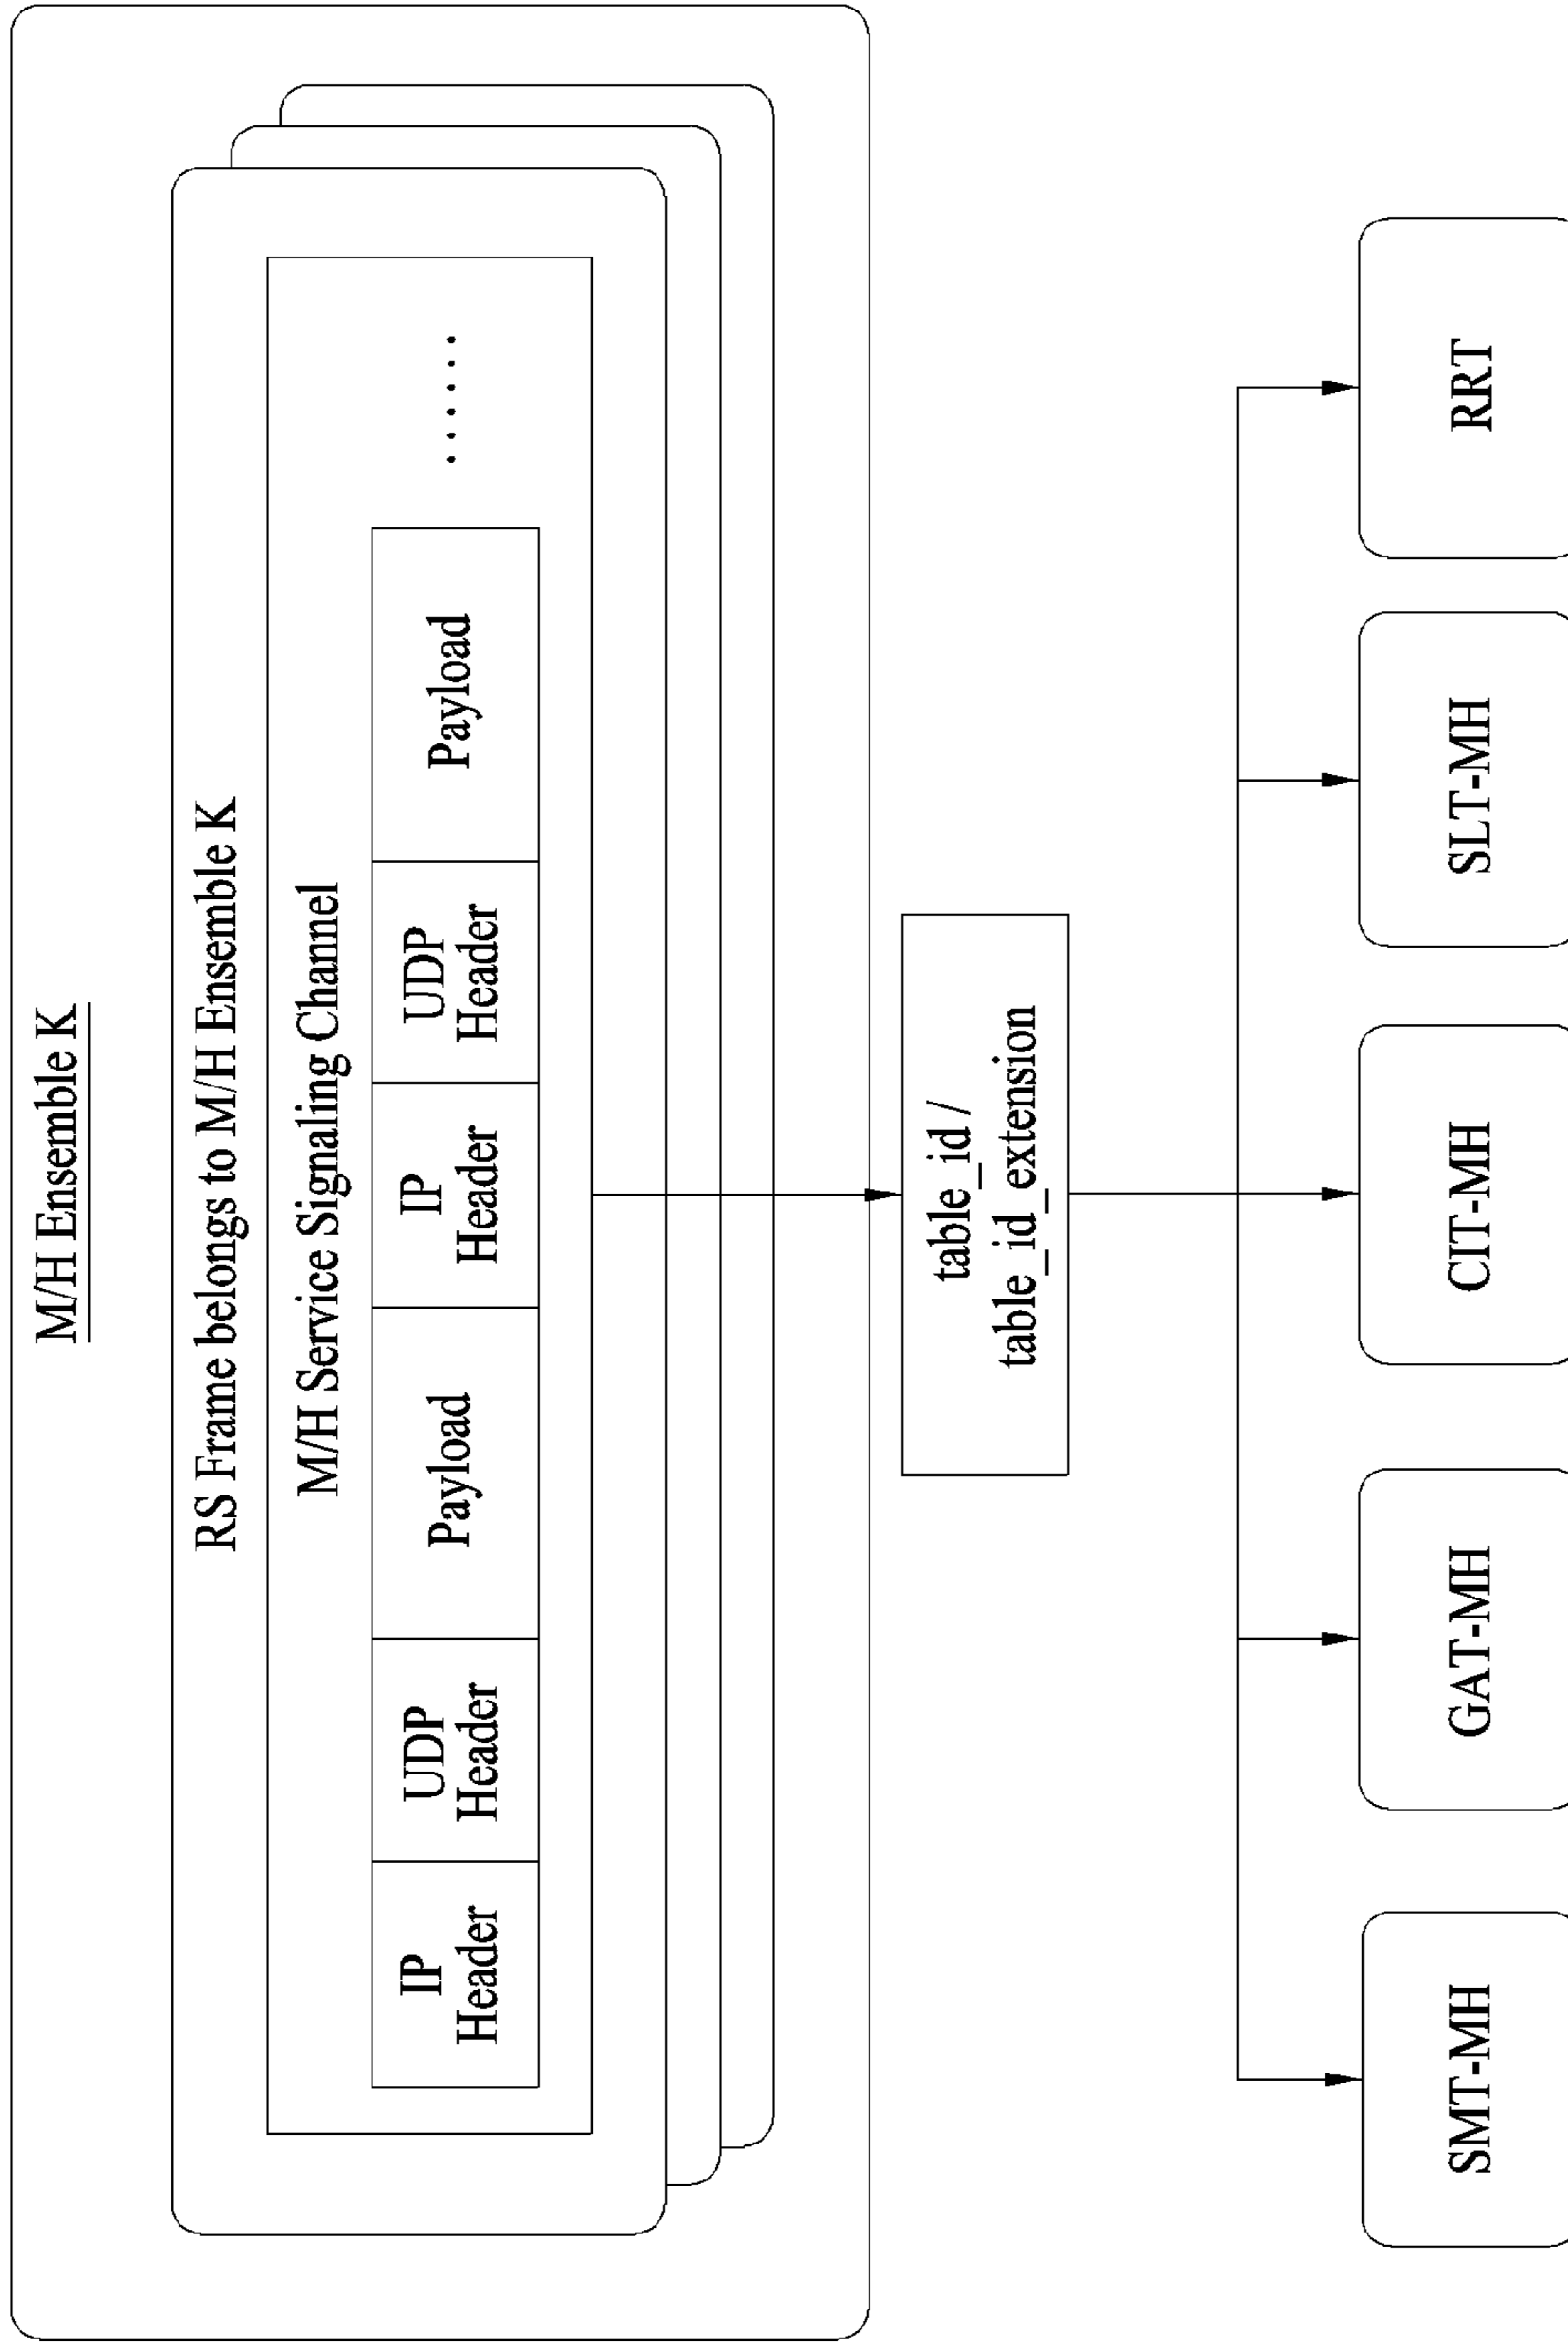 M/H Ensemble K
RS Frame belongs to M/H Ensemble K
M/H Service Signaling Channel
IP
Header
UDP
Header
Payload
IP
Header
UDP
Header
Payload
......
table_id /
table_id_extension
SMT-MH
GAT-MH
CIT-MH
SLT-MH
RRT